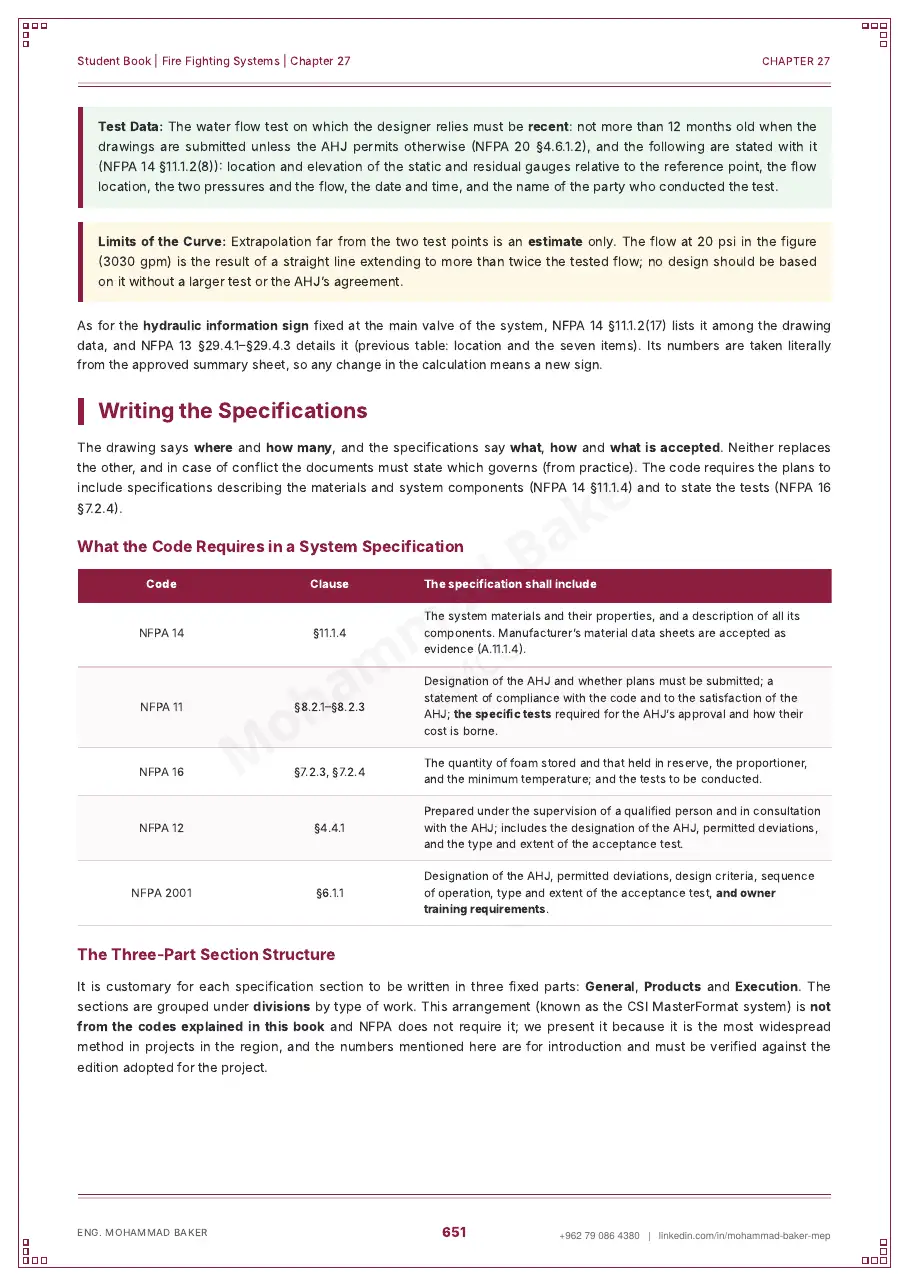 Student Book | Fire Fighting Systems | Chapter 27
CHAPTER 27
Test Data: The water flow test on which the designer relies must be recent: not more than 12 months old when the
drawings are submitted unless the AHJ permits otherwise (NFPA 20 §4.6.1.2), and the following are stated with it
(NFPA 14 §11.1.2(8)): location and elevation of the static and residual gauges relative to the reference point, the flow
location, the two pressures and the flow, the date and time, and the name of the party who conducted the test.
Limits of the Curve: Extrapolation far from the two test points is an estimate only. The flow at 20 psi in the figure
(3030 gpm) is the result of a straight line extending to more than twice the tested flow; no design should be based
on it without a larger test or the AHJ's agreement.
As for the hydraulic information sign fixed at the main valve of the system, NFPA 14 §11.1.2(17) lists it among the drawing
data, and NFPA 13 §29.4.1–§29.4.3 details it (previous table: location and the seven items). Its numbers are taken literally
from the approved summary sheet, so any change in the calculation means a new sign.
Writing the Specifications
The drawing says where and how many, and the specifications say what, how and what is accepted. Neither replaces
the other, and in case of conflict the documents must state which governs (from practice). The code requires the plans to
include specifications describing the materials and system components (NFPA 14 §11.1.4) and to state the tests (NFPA 16
§7.2.4).
What the Code Requires in a System Specification
Code Clause The specification shall include
NFPA 14 §11.1.4 The system materials and their properties, and a description of all its
components. Manufacturer's material data sheets are accepted as
evidence (A.11.1.4).
NFPA 11 §8.2.1–§8.2.3 Designation of the AHJ and whether plans must be submitted; a
statement of compliance with the code and to the satisfaction of the
AHJ; the specific tests required for the AHJ's approval and how their
cost is borne.
NFPA 16 §7.2.3, §7.2.4 The quantity of foam stored and that held in reserve, the proportioner,
and the minimum temperature; and the tests to be conducted.
NFPA 12 §4.4.1 Prepared under the supervision of a qualified person and in consultation
with the AHJ; includes the designation of the AHJ, permitted deviations,
and the type and extent of the acceptance test.
NFPA 2001 §6.1.1 Designation of the AHJ, permitted deviations, design criteria, sequence
of operation, type and extent of the acceptance test, and owner
training requirements.
The Three-Part Section Structure
It is customary for each specification section to be written in three fixed parts: General, Products and Execution. The
sections are grouped under divisions by type of work. This arrangement (known as the CSI MasterFormat system) is not
from the codes explained in this book and NFPA does not require it; we present it because it is the most widespread
method in projects in the region, and the numbers mentioned here are for introduction and must be verified against the
edition adopted for the project.
Mohammad Baker
ENG. MOHAMMAD BAKER
651
+962 79 086 4380 | linkedin.com/in/mohammad-baker-mep